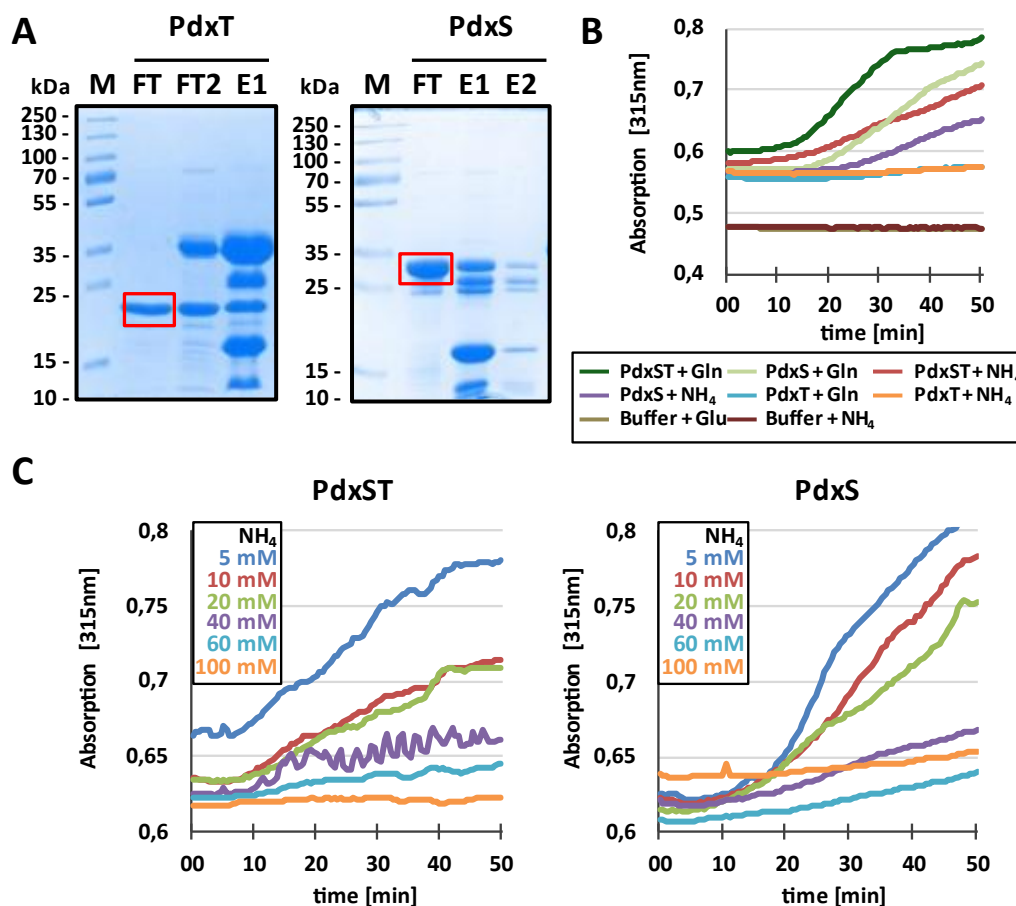 A
PdxT
PdxS
kDa M FT FT2 E1
kDa M FT E1 E2
250 -
130 -
100 -
70 -
55 -
35 -
25 -
15 -
10 -
250 -
130 -
100 -
70 -
55 -
35 -
25 -
15 -
10 -
B
Absorption [315nm]
0,8
0,7
0,6
0,5
0,4
00 10 20 30 40 50
time [min]
PdxST + Gln PdxS + Gln PdxST + NH₄
PdxS + NH₄ PdxT + Gln PdxT + NH₄
Buffer + Glu Buffer + NH₄
C
PdxST
Absorption [315nm]
0,8
0,75
0,7
0,65
0,6
NH₄
5 mM
10 mM
20 mM
40 mM
60 mM
100 mM
00 10 20 30 40 50
time [min]
PdxS
Absorption [315nm]
0,8
0,75
0,7
0,65
0,6
NH₄
5 mM
10 mM
20 mM
40 mM
60 mM
100 mM
00 10 20 30 40 50
time [min]